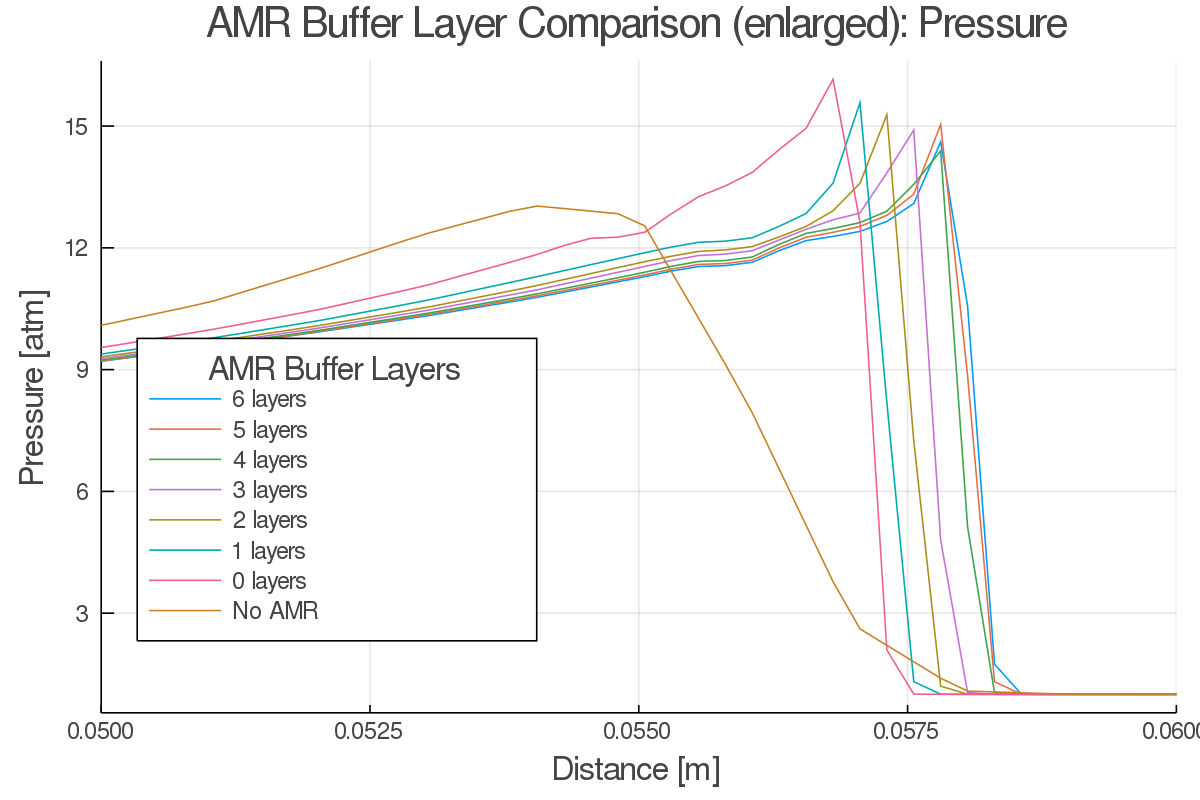 AMR Buffer Layer Comparison (enlarged): Pressure
Pressure [atm]
15
12
9
6
3
AMR Buffer Layers
6 layers
5 layers
4 layers
3 layers
2 layers
1 layers
0 layers
No AMR
0.0500
0.0525
0.0550
0.0575
0.060
Distance [m]